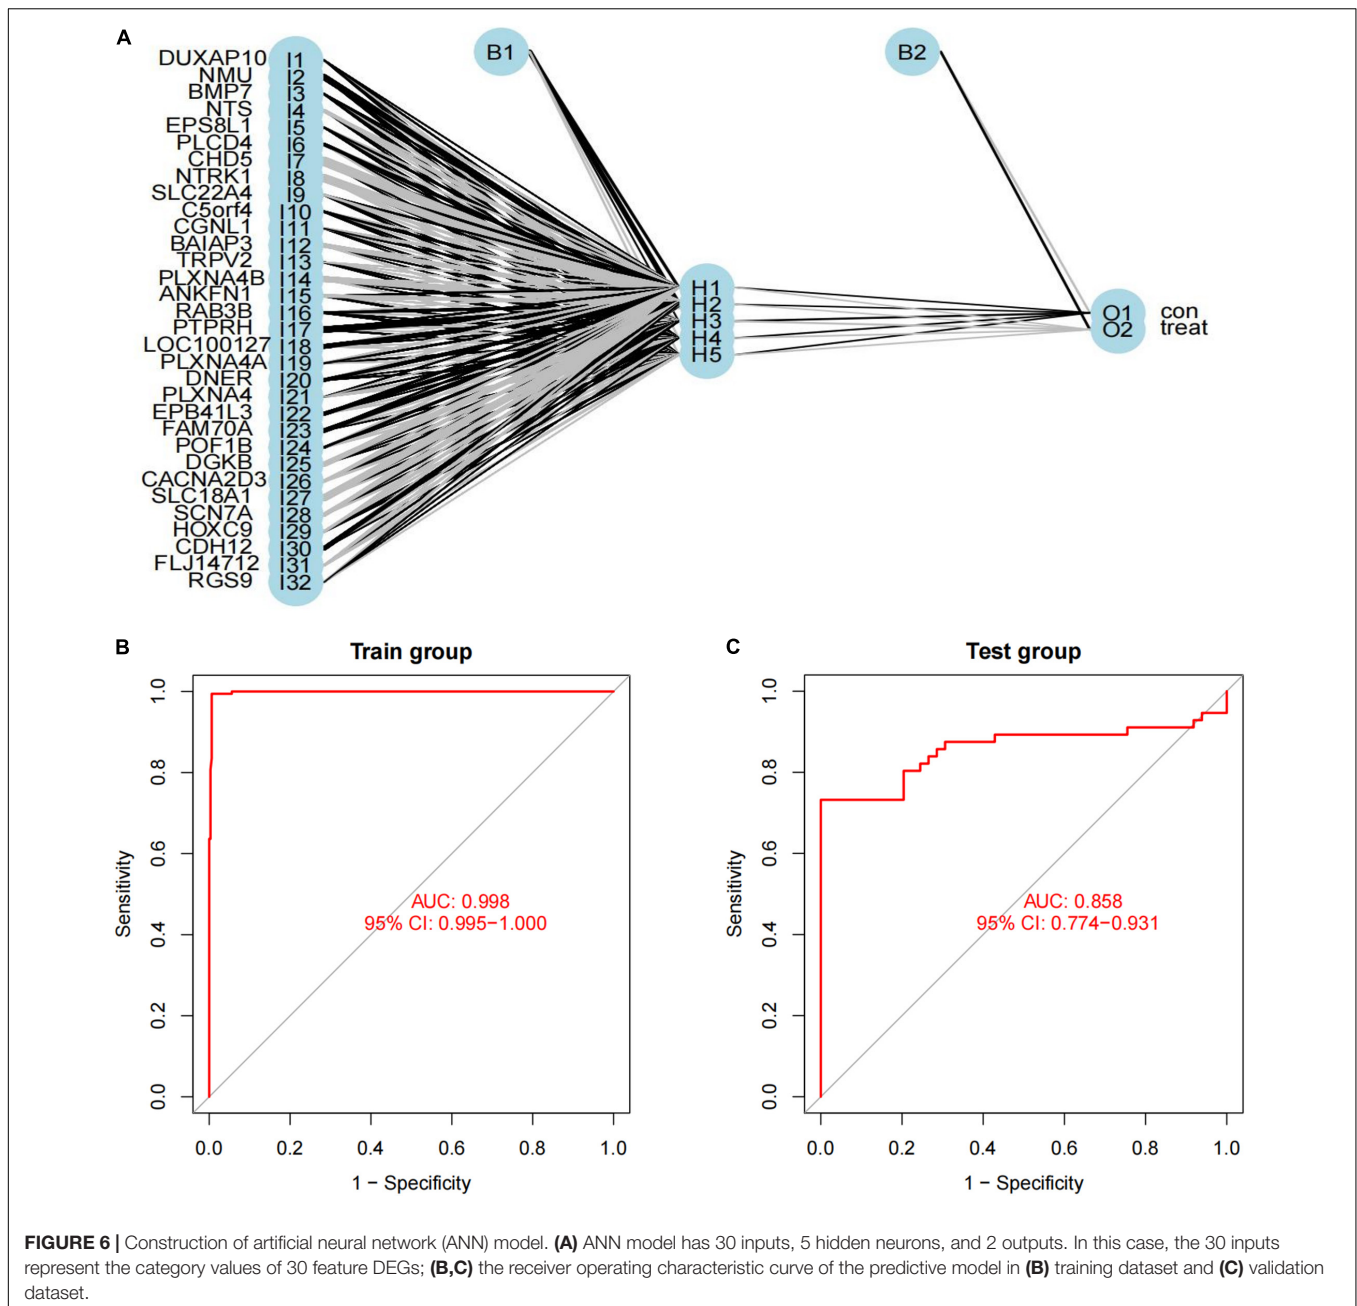 A
DUXAP10 I1
NMU I2
BMP7 I3
NTS I4
EPS8L1 I5
PLCD4 I6
CHD5 I7
NTRK1 I8
SLC22A4 I9
C5orf4 I10
CGNL1 I11
BAIAP3 I12
TRPV2 I13
PLXNA4B I14
ANKFN1 I15
RAB3B I16
PTPRH I17
LOC100127 I18
PLXNA4A I19
DNER I20
PLXNA4 I21
EPB41L3 I22
FAM70A I23
POF1B I24
DGKB I25
CACNA2D3 I26
SLC18A1 I27
SCN7A I28
HOXC9 I29
CDH12 I30
FLJ14712 I31
RGS9 I32
B1
B2
H1
H2
H3
H4
H5
O1 con
O2 treat
B
Train group
Sensitivity
1.0
0.8
0.6
0.4
0.2
0.0
AUC: 0.998
95% CI: 0.995−1.000
0.0 0.2 0.4 0.6 0.8 1.0
1 − Specificity
C
Test group
Sensitivity
1.0
0.8
0.6
0.4
0.2
0.0
AUC: 0.858
95% CI: 0.774−0.931
0.0 0.2 0.4 0.6 0.8 1.0
1 − Specificity
FIGURE 6 | Construction of artificial neural network (ANN) model. (A) ANN model has 30 inputs, 5 hidden neurons, and 2 outputs. In this case, the 30 inputs
represent the category values of 30 feature DEGs; (B,C) the receiver operating characteristic curve of the predictive model in (B) training dataset and (C) validation
dataset.